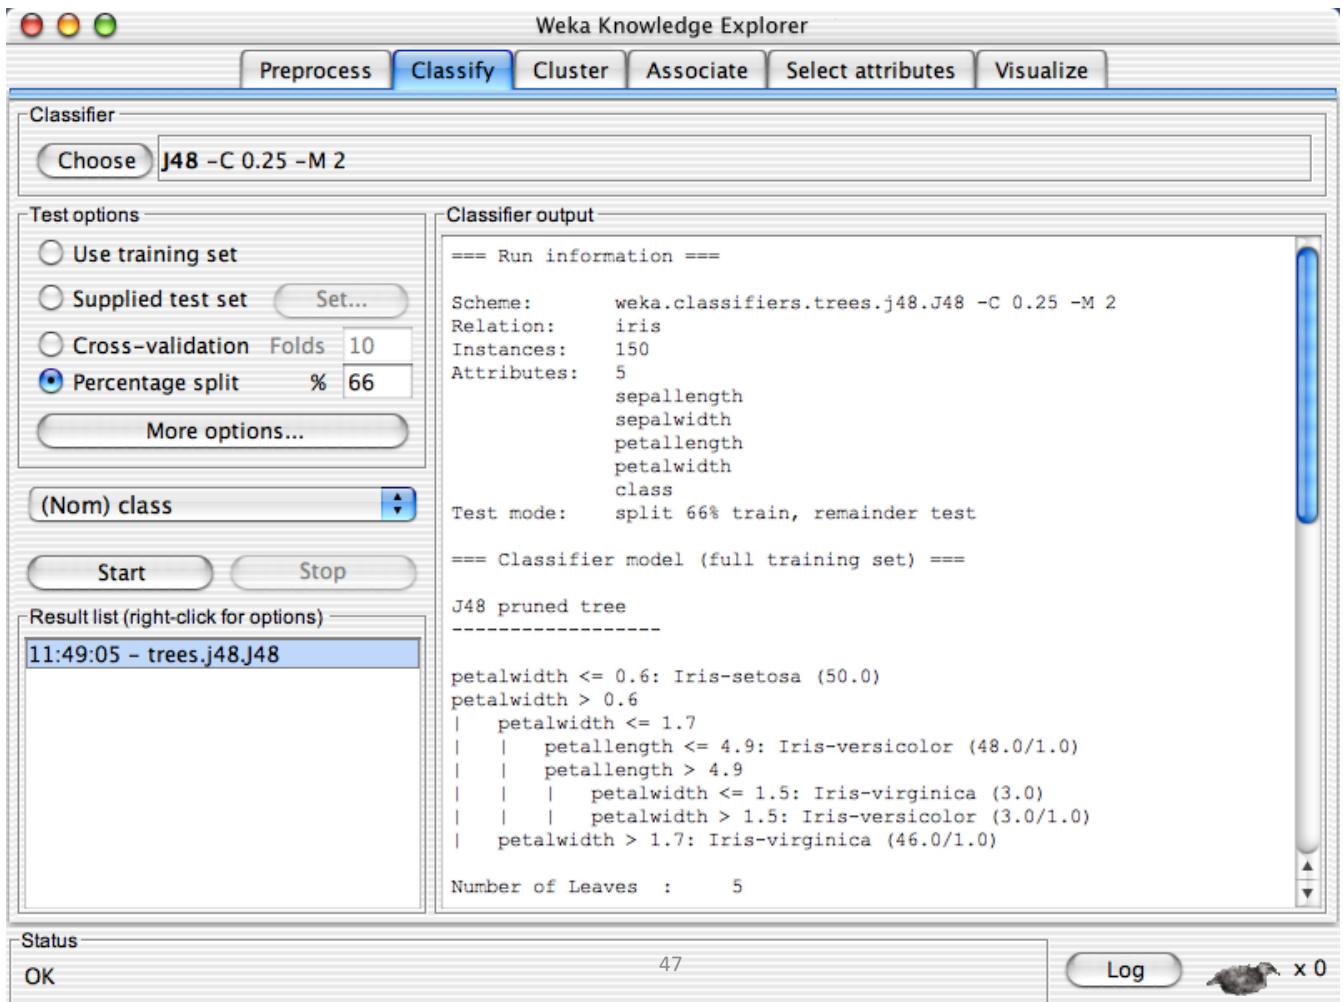 Weka Knowledge Explorer
Preprocess Classify Cluster Associate Select attributes Visualize
Classifier
Choose J48 -C 0.25 -M 2
Test options
Use training set
Supplied test set Set...
Cross-validation Folds 10
Percentage split % 66
More options...
(Nom) class
Start Stop
Result list (right-click for options)
11:49:05 - trees.j48.J48
Classifier output
=== Run information ===
Scheme: weka.classifiers.trees.j48.J48 -C 0.25 -M 2
Relation: iris
Instances: 150
Attributes: 5
sepallength
sepalwidth
petallength
petalwidth
class
Test mode: split 66% train, remainder test
=== Classifier model (full training set) ===
J48 pruned tree
------------------
petalwidth <= 0.6: Iris-setosa (50.0)
petalwidth > 0.6
| petalwidth <= 1.7
| | petallength <= 4.9: Iris-versicolor (48.0/1.0)
| | petallength > 4.9
| | | petalwidth <= 1.5: Iris-virginica (3.0)
| | | petalwidth > 1.5: Iris-versicolor (3.0/1.0)
| petalwidth > 1.7: Iris-virginica (46.0/1.0)
Number of Leaves : 5
Status
OK
47
Log x 0